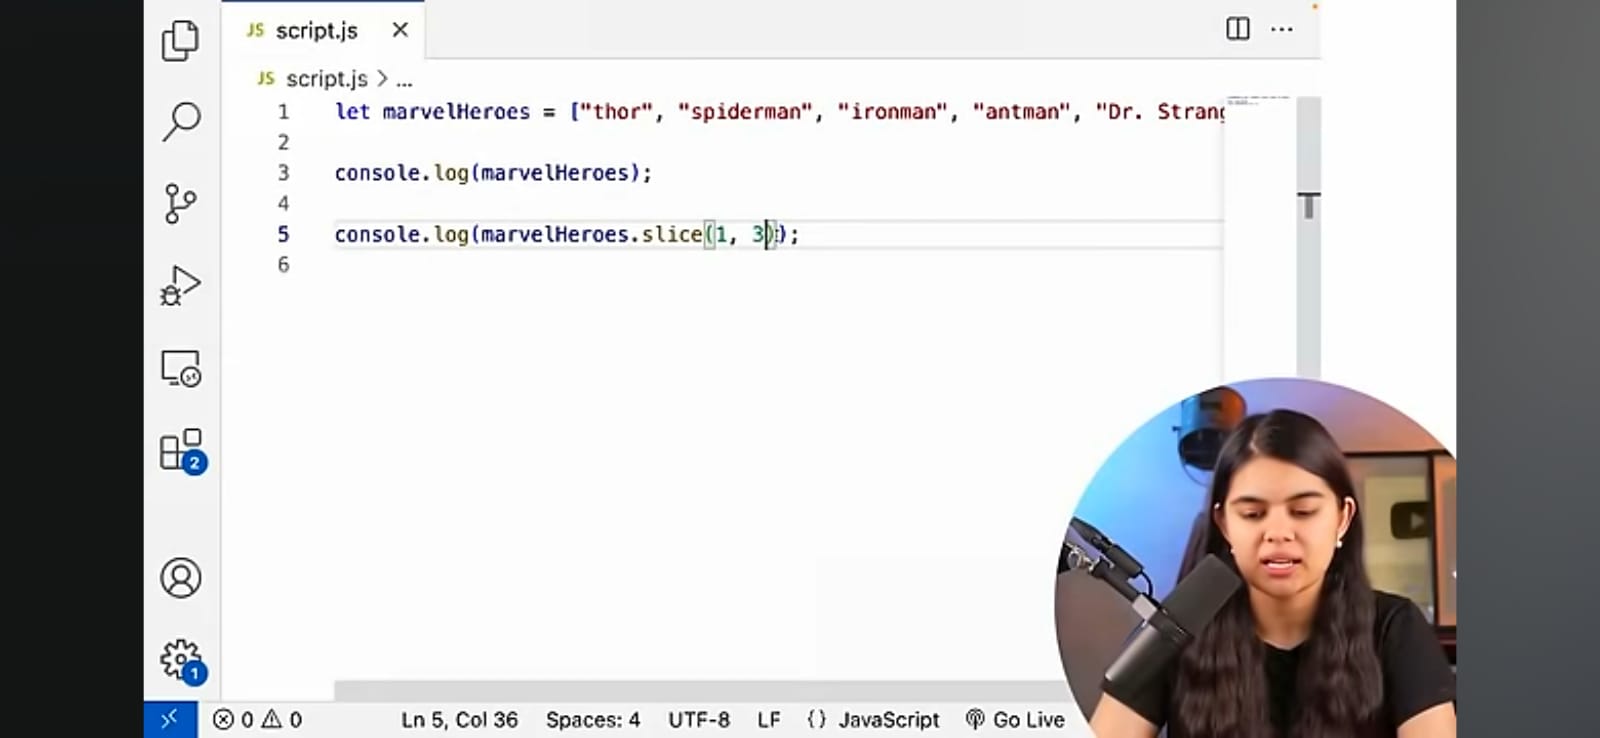 JS script.js
JS script.js > ...
1 let marvelHeroes = ["thor", "spiderman", "ironman", "antman", "Dr. Strang
2
3 console.log(marvelHeroes);
4
5 console.log(marvelHeroes.slice(1, 3));
6
2
1
0 0 Ln 5, Col 36 Spaces: 4 UTF-8 LF {} JavaScript Go Live